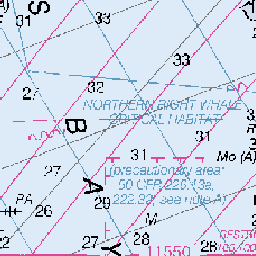 S
33
33
32
27
NORTHERN RIGHT WHALE
CRITICAL HABITAT
B
31
31
Mo (A)
27
(precautionary area
50 CFR 226.13a,
222.32, see note A)
A
PA
29
26
M
Y
27
28
28
11550